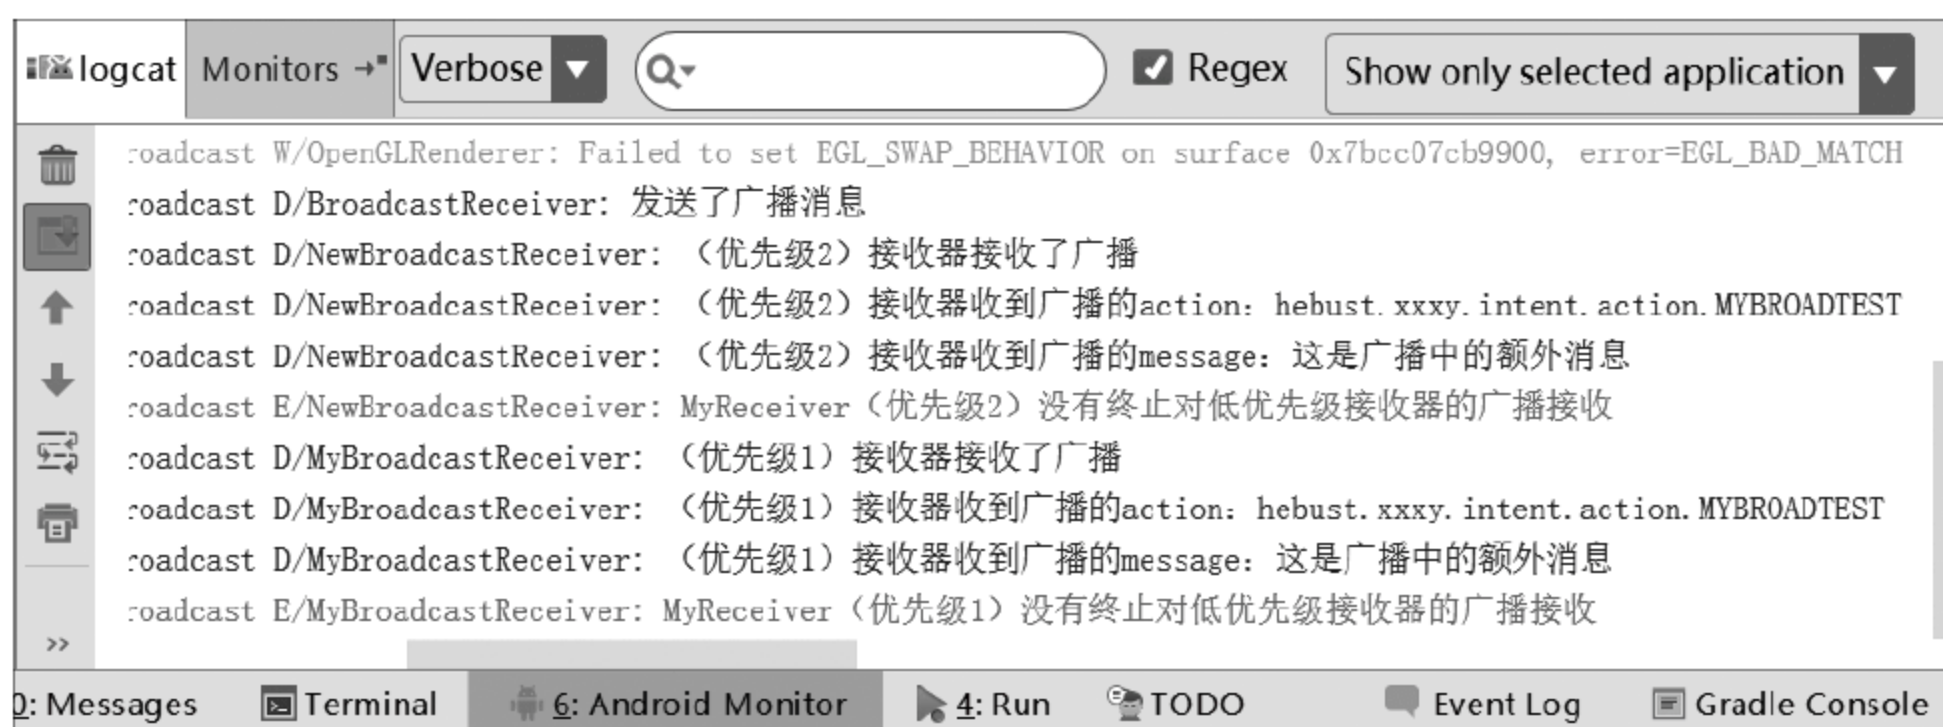 logcat Monitors Verbose Regex Show only selected application
roadcast W/OpenGLRenderer: Failed to set EGL_SWAP_BEHAVIOR on surface 0x7bcc07cb9900, error=EGL_BAD_MATCH
roadcast D/BroadcastReceiver: 发送了广播消息
roadcast D/NewBroadcastReceiver: （优先级2）接收器接收了广播
roadcast D/NewBroadcastReceiver: （优先级2）接收器收到广播的action: hebust.xxxy.intent.action.MYBROADTEST
roadcast D/NewBroadcastReceiver: （优先级2）接收器收到广播的message: 这是广播中的额外消息
roadcast E/NewBroadcastReceiver: MyReceiver（优先级2）没有终止对低优先级接收器的广播接收
roadcast D/MyBroadcastReceiver: （优先级1）接收器接收了广播
roadcast D/MyBroadcastReceiver: （优先级1）接收器收到广播的action: hebust.xxxy.intent.action.MYBROADTEST
roadcast D/MyBroadcastReceiver: （优先级1）接收器收到广播的message: 这是广播中的额外消息
roadcast E/MyBroadcastReceiver: MyReceiver（优先级1）没有终止对低优先级接收器的广播接收
0: Messages Terminal 6: Android Monitor 4: Run TODO Event Log Gradle Console